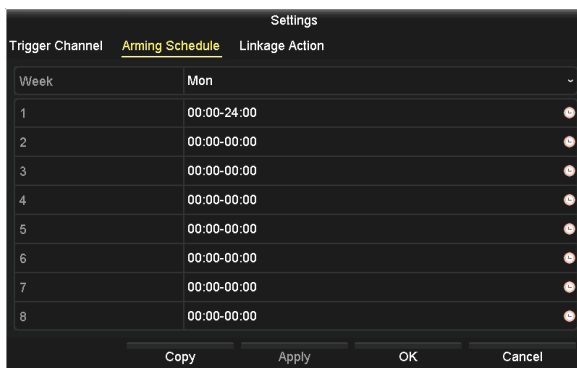 Settings
Trigger Channel Arming Schedule Linkage Action
Week Mon
1 00:00-24:00
2 00:00-00:00
3 00:00-00:00
4 00:00-00:00
5 00:00-00:00
6 00:00-00:00
7 00:00-00:00
8 00:00-00:00
Copy Apply OK Cancel